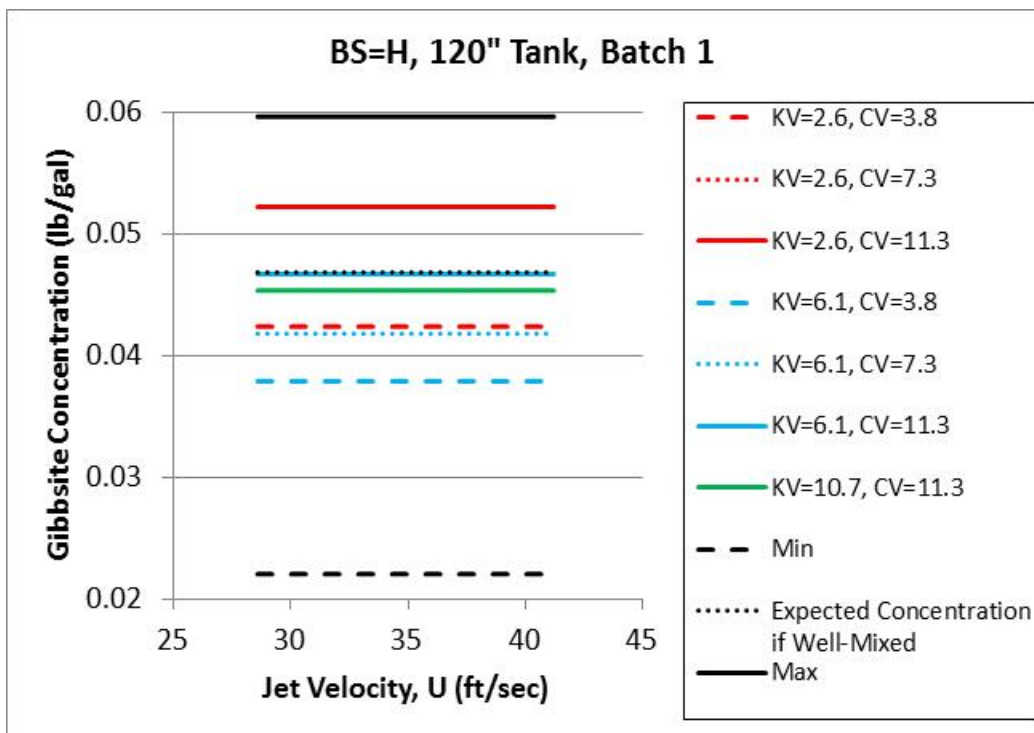 BS=H, 120" Tank, Batch 1
Gibbsite Concentration (lb/gal)
0.06
0.05
0.04
0.03
0.02
25
30
35
40
45
Jet Velocity, U (ft/sec)
KV=2.6, CV=3.8
KV=2.6, CV=7.3
KV=2.6, CV=11.3
KV=6.1, CV=3.8
KV=6.1, CV=7.3
KV=6.1, CV=11.3
KV=10.7, CV=11.3
Min
Expected Concentration
if Well-Mixed
Max